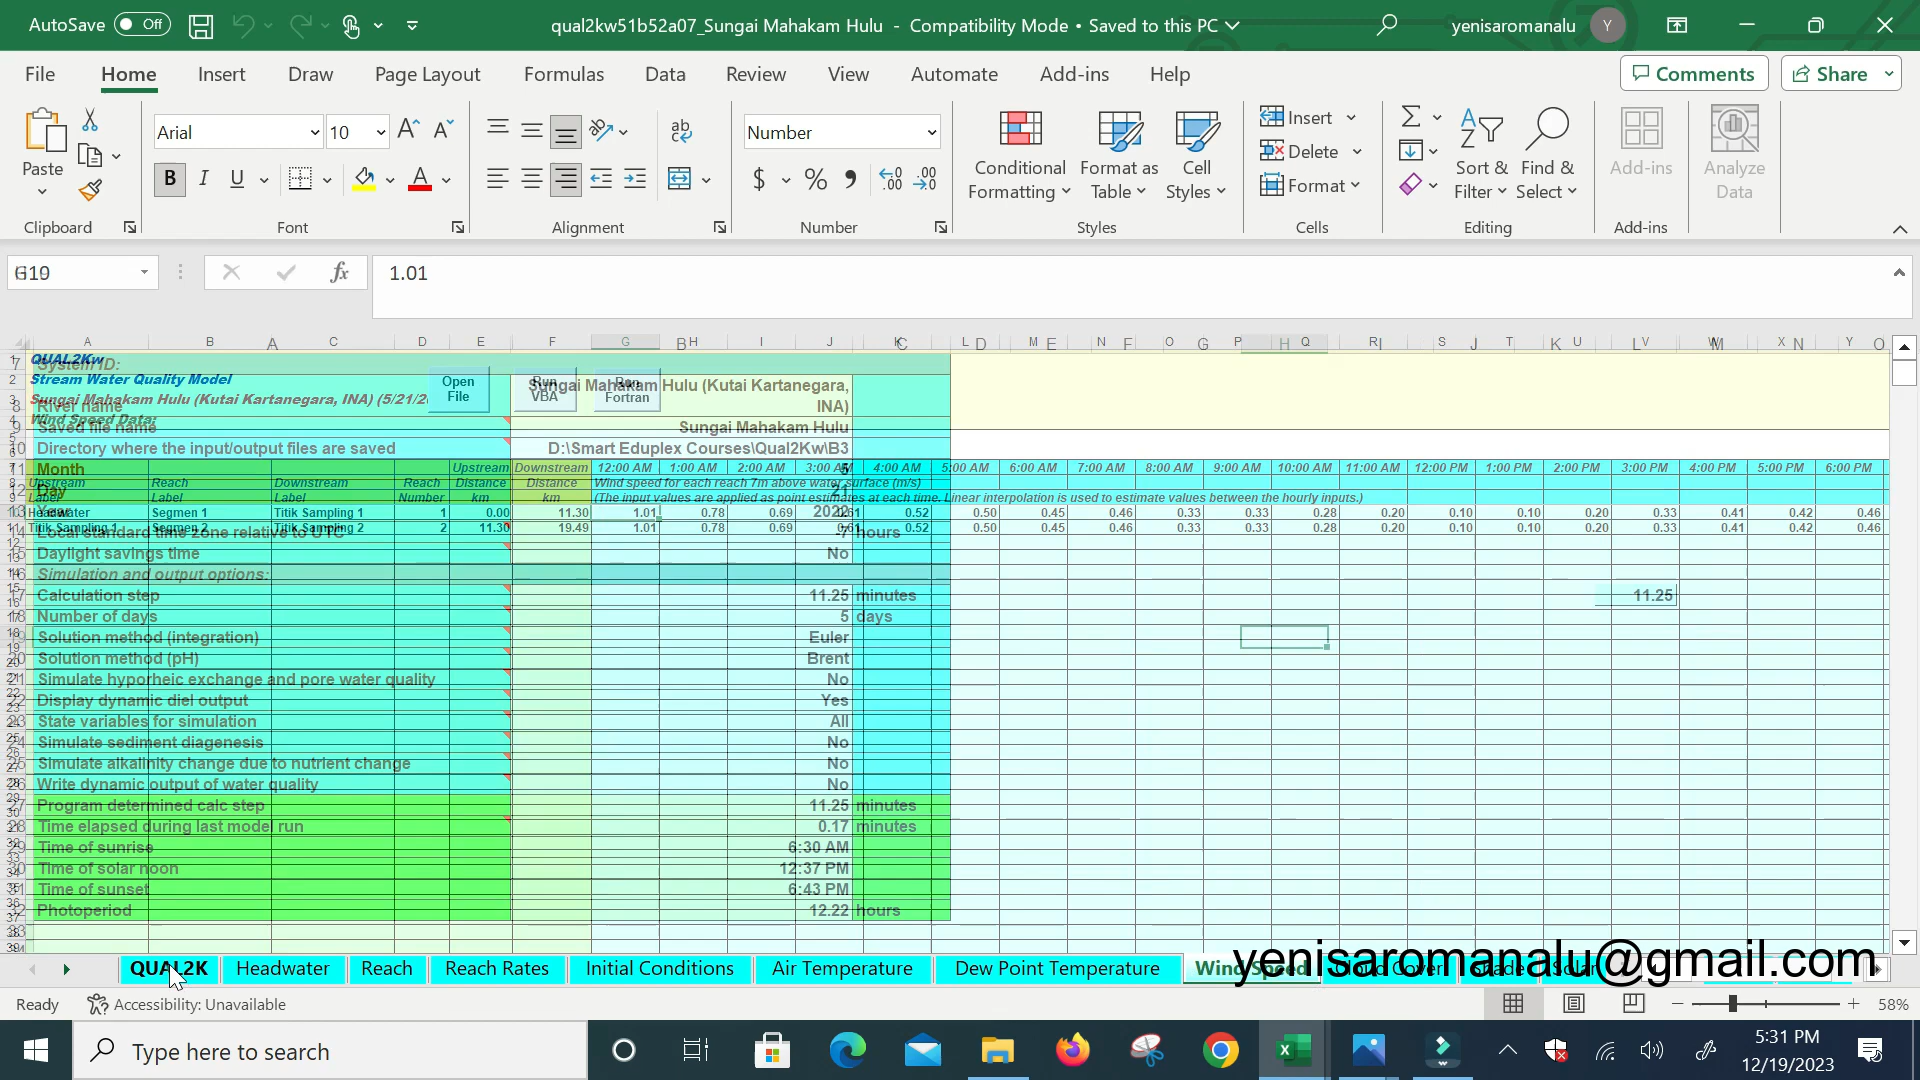 AutoSave Off qual2kw51b52a07_Sungai Mahakam Hulu - Compatibility Mode • Saved to this PC yenisaromanalu Y
File Home Insert Draw Page Layout Formulas Data Review View Automate Add-ins Help Comments Share
Paste Arial 10 Number Conditional Formatting Format as Table Cell Styles Insert Delete Format Sort & Filter Find & Select Add-ins Analyze Data
Clipboard Font Alignment Number Styles Cells Editing Add-ins
1.01
QUAL2Kw
System ID:
Stream Water Quality Model
Open File Run VBA Run Fortran
Sungai Mahakam Hulu (Kutai Kartanegara, INA) (5/21/20
River name Sungai Mahakam Hulu (Kutai Kartanegara, INA)
Wind Speed Data:
Saved file name Sungai Mahakam Hulu
Directory where the input/output files are saved D:\Smart Eduplex Courses\Qual2Kw\B3
Month 5
Upstream Downstream 12:00 AM 1:00 AM 2:00 AM 3:00 AM 4:00 AM 5:00 AM 6:00 AM 7:00 AM 8:00 AM 9:00 AM 10:00 AM 11:00 AM 12:00 PM 1:00 PM 2:00 PM 3:00 PM 4:00 PM 5:00 PM 6:00 PM
Upstream Reach Downstream Reach Distance Distance Wind speed for each reach 7m above water surface (m/s)
Day 21
Label Label Label Number km km (The input values are applied as point estimates at each time. Linear interpolation is used to estimate values between the hourly inputs.)
Year 2022
Headwater Segmen 1 Titik Sampling 1 1 0.00 11.30 1.01 0.78 0.69 0.61 0.52 0.50 0.45 0.46 0.33 0.33 0.28 0.20 0.10 0.10 0.20 0.33 0.41 0.42 0.46
Titik Sampling 1 Segmen 2 Titik Sampling 2 2 11.30 19.49 1.01 0.78 0.69 0.61 0.52 0.50 0.45 0.46 0.33 0.33 0.28 0.20 0.10 0.10 0.20 0.33 0.41 0.42 0.46
Local standard time zone relative to UTC -7 hours
Daylight savings time No
Simulation and output options:
Calculation step 11.25 minutes 11.25
Number of days 5 days
Solution method (integration) Euler
Solution method (pH) Brent
Simulate hyporheic exchange and pore water quality No
Display dynamic diel output Yes
State variables for simulation All
Simulate sediment diagenesis No
Simulate alkalinity change due to nutrient change No
Write dynamic output of water quality No
Program determined calc step 11.25 minutes
Time elapsed during last model run 0.17 minutes
Time of sunrise 6:30 AM
Time of solar noon 12:37 PM
Time of sunset 6:43 PM
Photoperiod 12.22 hours
yenisaromanalu@gmail.com
QUAL2K Headwater Reach Reach Rates Initial Conditions Air Temperature Dew Point Temperature Wind Speed Cloud Cover Shade Solar
Ready Accessibility: Unavailable 58%
Type here to search 5:31 PM
12/19/2023